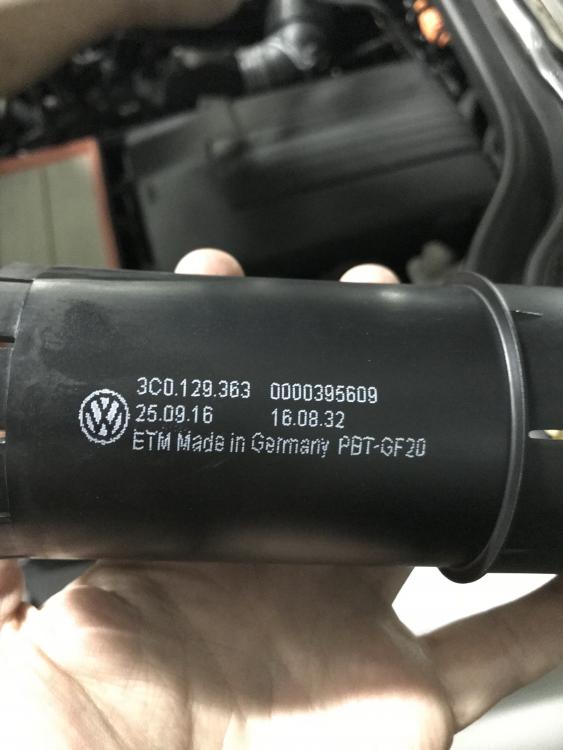 3C0.129.363 0000395609
25.09.16 16.08.32
ETM Made in Germany PBT-GF20